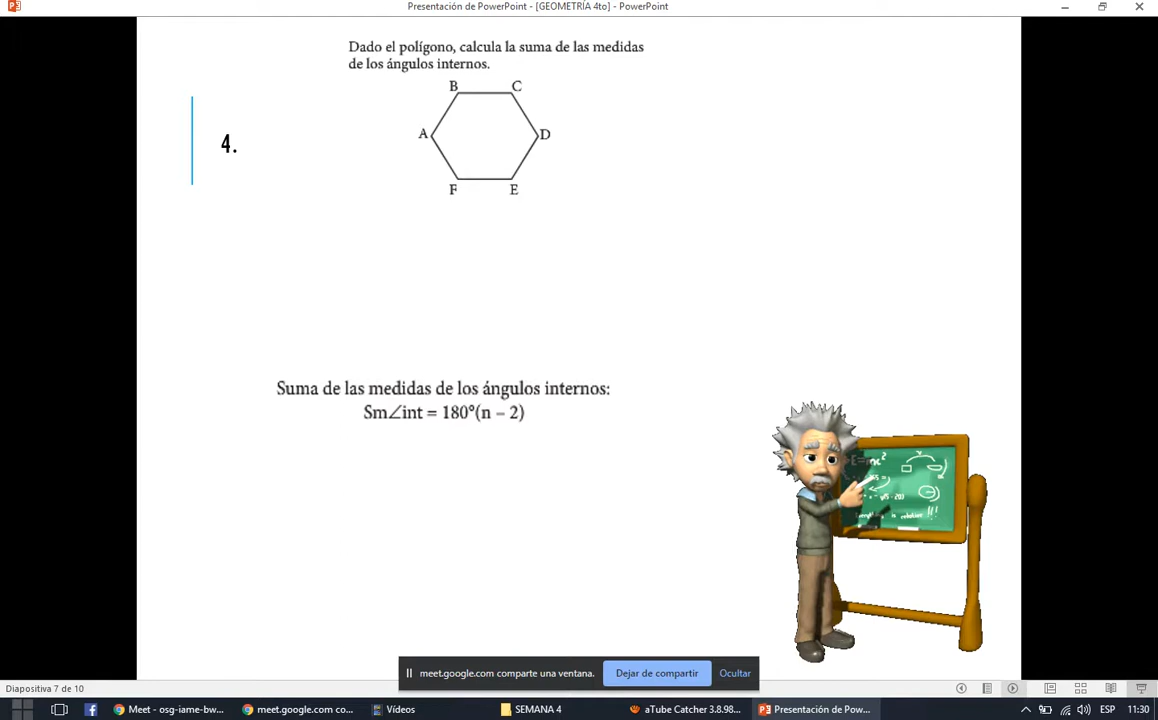 Presentación de PowerPoint - [GEOMETRÍA 4to] - PowerPoint
Dado el polígono, calcula la suma de las medidas
de los ángulos internos.
B C
4.
A D
F E
Suma de las medidas de los ángulos internos:
Sm∠int = 180°(n – 2)
E=mc²
is relative !!!
meet.google.com comparte una ventana. Dejar de compartir Ocultar
Diapositiva 7 de 10
Meet - osg-iame-bw... meet.google.com co... Vídeos SEMANA 4 aTube Catcher 3.8.98... Presentación de Pow... ESP 11:30